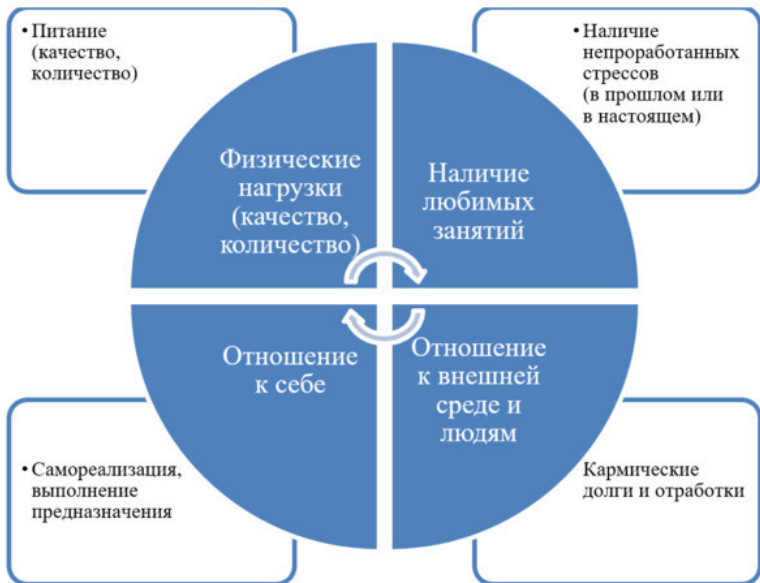 • Питание
(качество,
количество)
• Наличие
непроработанных
стрессов
(в прошлом или
в настоящем)
Физические
нагрузки
(качество,
количество)
Наличие
любимых
занятий
Отношение
к себе
Отношение
к внешней
среде и
людям
• Самореализация,
выполнение
предназначения
Кармические
долги и отработки